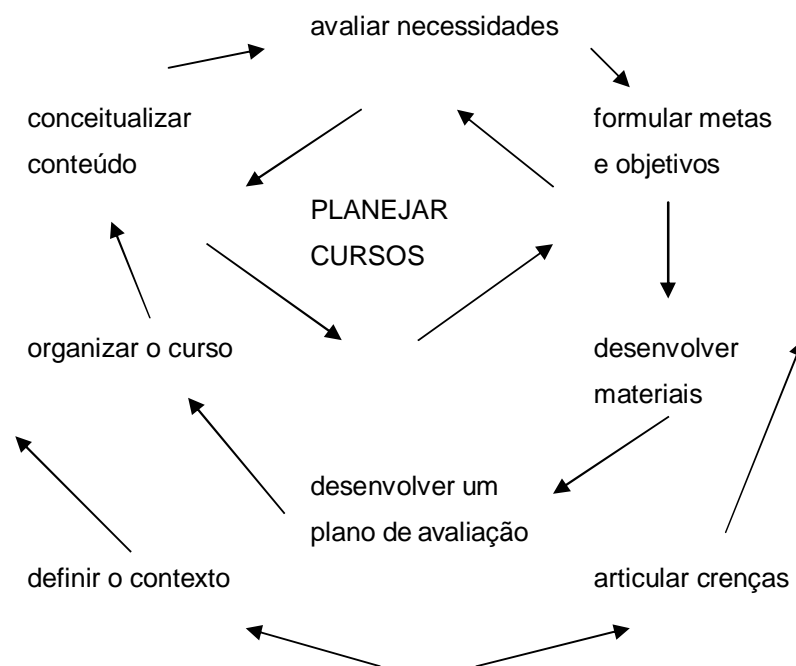 avaliar necessidades
conceitualizar
conteúdo
formular metas
e objetivos
PLANEJAR
CURSOS
organizar o curso
desenvolver
materiais
desenvolver um
plano de avaliação
definir o contexto
articular crenças